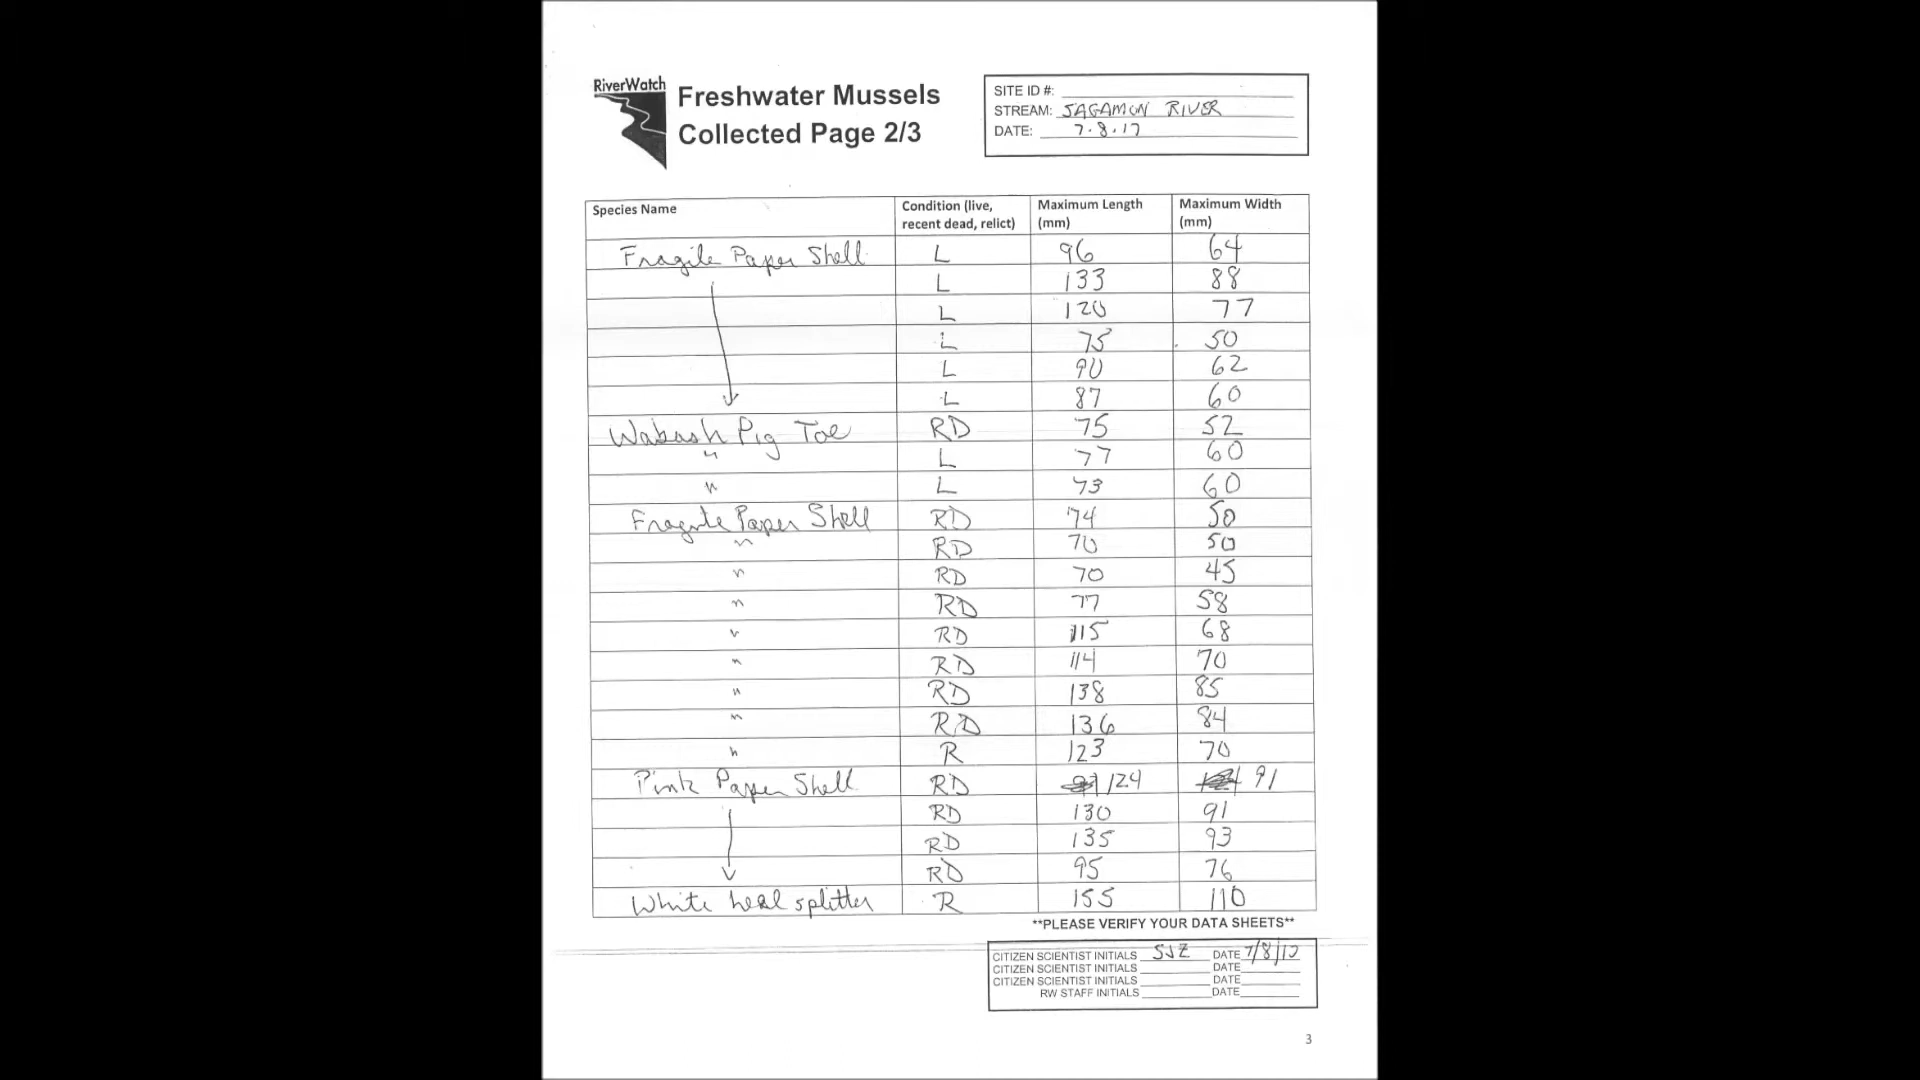 RiverWatch
Freshwater Mussels
Collected Page 2/3
SITE ID #:
STREAM: SAGAMON RIVER
DATE: 7.8.17
Species Name Condition (live, recent dead, relict) Maximum Length (mm) Maximum Width (mm)
Fragile Paper Shell L 96 64
L 133 88
L 120 77
L 75 50
L 90 62
L 87 60
Wabash Pig Toe RD 75 52
" L 77 60
" L 73 60
Fragile Paper Shell RD 74 50
" RD 70 50
" RD 70 45
" RD 77 58
" RD 115 68
" RD 114 70
" RD 138 85
" RD 136 84
" R 123 70
Pink Paper Shell RD 124 91
RD 130 91
RD 135 93
RD 95 76
White heel splitter R 155 110
**PLEASE VERIFY YOUR DATA SHEETS**
CITIZEN SCIENTIST INITIALS SJZ DATE 7/8/17
CITIZEN SCIENTIST INITIALS DATE
CITIZEN SCIENTIST INITIALS DATE
RW STAFF INITIALS DATE
3